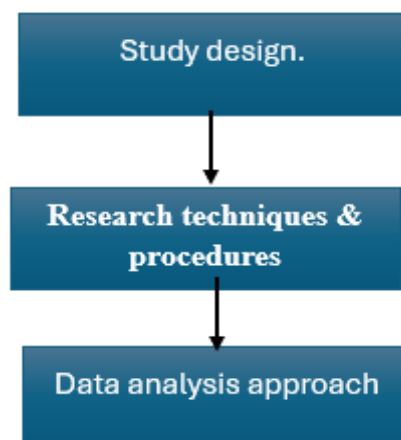 Study design.
Research techniques &
procedures
Data analysis approach